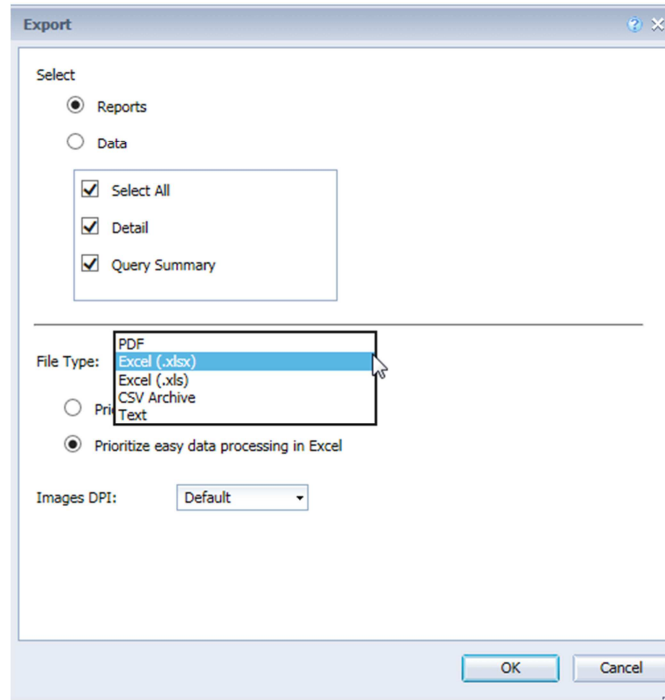 Export
Select
Reports
Data
Select All
Detail
Query Summary
PDF
File Type: Excel (.xlsx)
Excel (.xls)
CSV Archive
Text
Prioritize easy data processing in Excel
Images DPI: Default
OK Cancel